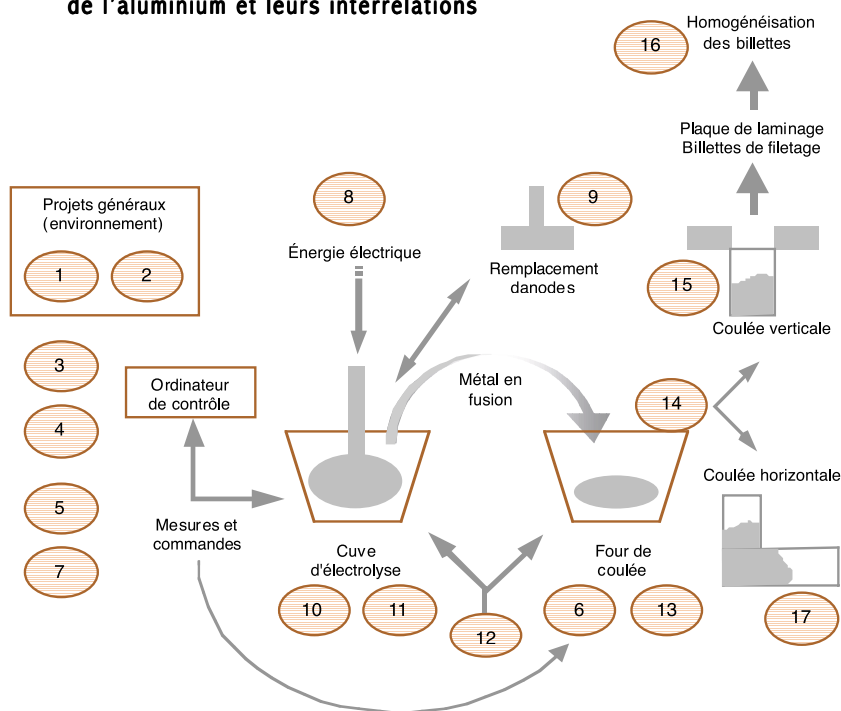 de l'aluminium et leurs interrelations
Homogénéisation
des billettes
16
Plaque de laminage
Billettes de filetage
8
9
Projets généraux
(environnement)
1
2
Énergie électrique
Remplacement
danodes
15
Coulée verticale
3
Ordinateur
de contrôle
Métal en
fusion
14
4
Coulée horizontale
5
Mesures et
commandes
7
Cuve
d'électrolyse
Four de
coulée
10
11
12
6
13
17